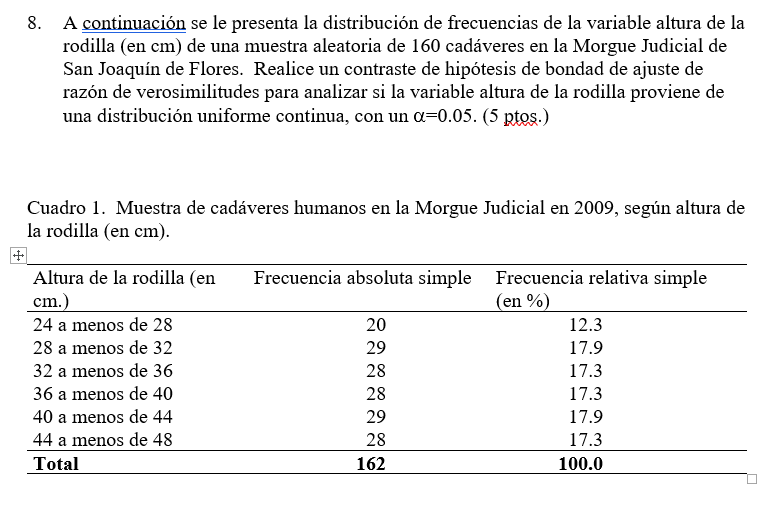 8. A continuación se le presenta la distribución de frecuencias de la variable altura de la
rodilla (en cm) de una muestra aleatoria de 160 cadáveres en la Morgue Judicial de
San Joaquín de Flores. Realice un contraste de hipótesis de bondad de ajuste de
razón de verosimilitudes para analizar si la variable altura de la rodilla proviene de
una distribución uniforme continua, con un α=0.05. (5 ptos.)
Cuadro 1. Muestra de cadáveres humanos en la Morgue Judicial en 2009, según altura de
la rodilla (en cm).
Altura de la rodilla (en Frecuencia absoluta simple Frecuencia relativa simple
cm.) (en %)
24 a menos de 28 20 12.3
28 a menos de 32 29 17.9
32 a menos de 36 28 17.3
36 a menos de 40 28 17.3
40 a menos de 44 29 17.9
44 a menos de 48 28 17.3
Total 162 100.0